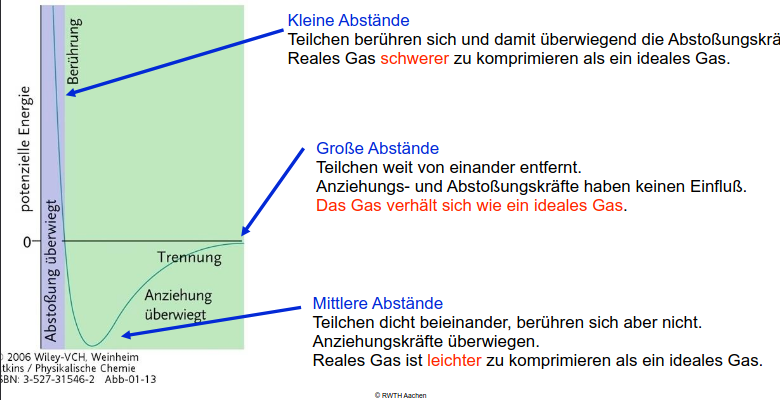 Kleine Abstände
Teilchen berühren sich und damit überwiegend die
Reales Gas schwerer zu komprimieren als ein ideales Gas.
Große Abstände
Teilchen weit von einander entfernt.
Anziehungs- und Abstoßungskräfte haben keinen Einfluß.
Das Gas verhält sich wie ein ideales Gas.
Mittlere Abstände
Teilchen dicht beieinander, berühren sich aber nicht.
Anziehungskräfte überwiegen.
Reales Gas ist leichter zu komprimieren als ein ideales Gas.
potenzielle Energie
0
Berührung
Abstoßung überwiegt
Trennung
Anziehung
überwiegt
2006 Wiley-VCH, Weinheim
/ Physikalische Chemie
3-527-31546-2 Abb-01-13
© RWTH Aachen